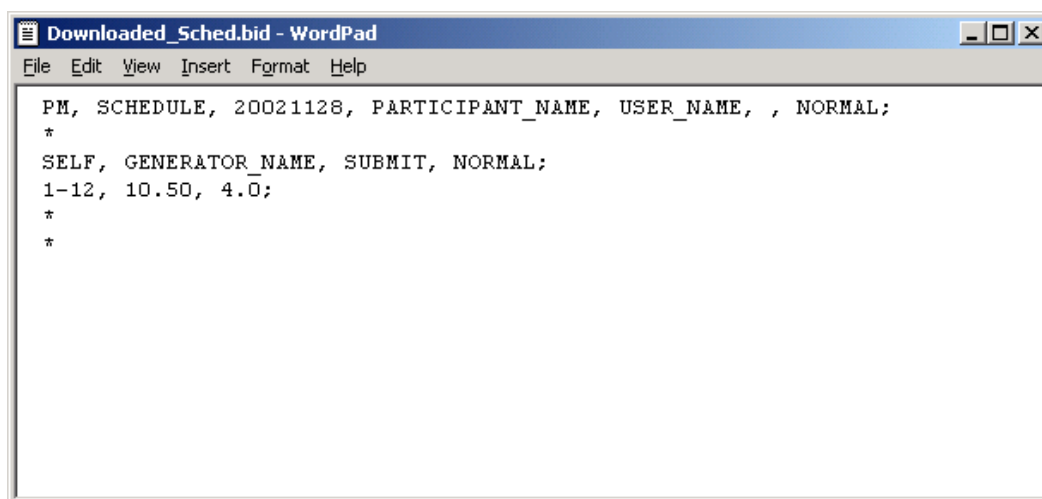 Downloaded_Sched.bid - WordPad
File Edit View Insert Format Help
PM, SCHEDULE, 20021128, PARTICIPANT_NAME, USER_NAME, , NORMAL;
*
SELF, GENERATOR_NAME, SUBMIT, NORMAL;
1-12, 10.50, 4.0;
*
*